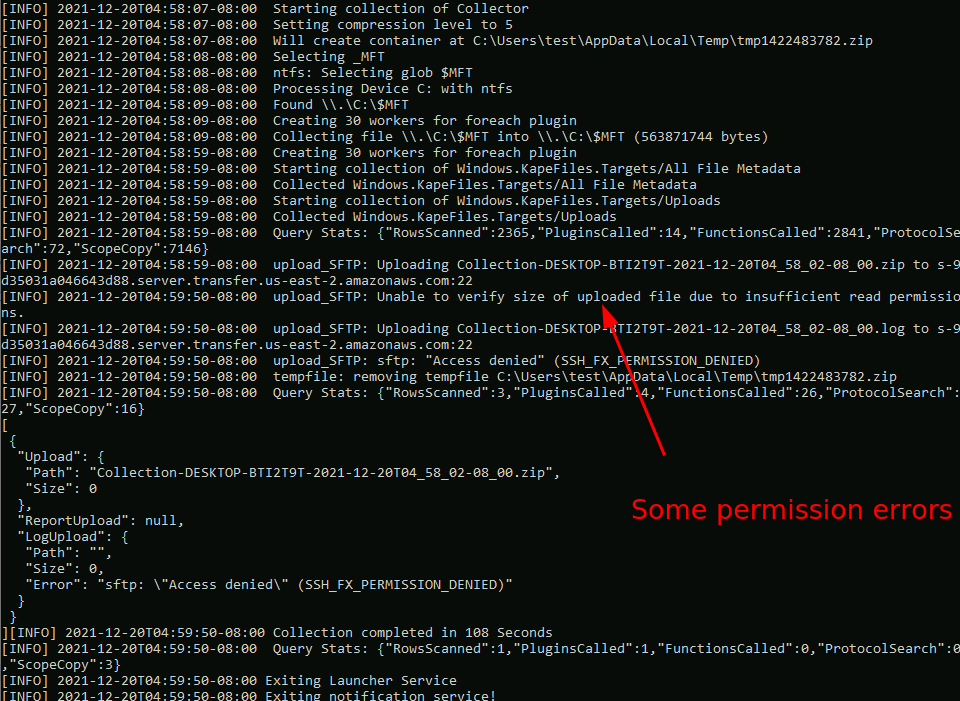 [INFO] 2021-12-20T04:58:07-08:00  Starting collection of Collector
[INFO] 2021-12-20T04:58:07-08:00  Setting compression level to 5
[INFO] 2021-12-20T04:58:07-08:00  Will create container at C:\Users\test\AppData\Local\Temp\tmp1422483782.zip
[INFO] 2021-12-20T04:58:08-08:00  Selecting _MFT
[INFO] 2021-12-20T04:58:08-08:00  ntfs: Selecting glob $MFT
[INFO] 2021-12-20T04:58:08-08:00  Processing Device C: with ntfs
[INFO] 2021-12-20T04:58:09-08:00  Found \\.\C:\$MFT
[INFO] 2021-12-20T04:58:09-08:00  Creating 30 workers for foreach plugin
[INFO] 2021-12-20T04:58:09-08:00  Collecting file \\.\C:\$MFT into \\.\C:\$MFT (563871744 bytes)
[INFO] 2021-12-20T04:58:59-08:00  Creating 30 workers for foreach plugin
[INFO] 2021-12-20T04:58:59-08:00  Starting collection of Windows.KapeFiles.Targets/All File Metadata
[INFO] 2021-12-20T04:58:59-08:00  Collected Windows.KapeFiles.Targets/All File Metadata
[INFO] 2021-12-20T04:58:59-08:00  Starting collection of Windows.KapeFiles.Targets/Uploads
[INFO] 2021-12-20T04:58:59-08:00  Collected Windows.KapeFiles.Targets/Uploads
[INFO] 2021-12-20T04:58:59-08:00  Query Stats: {"RowsScanned":2365,"PluginsCalled":14,"FunctionsCalled":2841,"ProtocolSe
arch":72,"ScopeCopy":7146}
[INFO] 2021-12-20T04:58:59-08:00  upload_SFTP: Uploading Collection-DESKTOP-BTI2T9T-2021-12-20T04_58_02-08_00.zip to s-9
d35031a046643d88.server.transfer.us-east-2.amazonaws.com:22
[INFO] 2021-12-20T04:59:50-08:00  upload_SFTP: Unable to verify size of uploaded file due to insufficient read permissio
ns.
[INFO] 2021-12-20T04:59:50-08:00  upload_SFTP: Uploading Collection-DESKTOP-BTI2T9T-2021-12-20T04_58_02-08_00.log to s-9
d35031a046643d88.server.transfer.us-east-2.amazonaws.com:22
[INFO] 2021-12-20T04:59:50-08:00  upload_SFTP: sftp: "Access denied" (SSH_FX_PERMISSION_DENIED)
[INFO] 2021-12-20T04:59:50-08:00  tempfile: removing tempfile C:\Users\test\AppData\Local\Temp\tmp1422483782.zip
[INFO] 2021-12-20T04:59:50-08:00  Query Stats: {"RowsScanned":3,"PluginsCalled":4,"FunctionsCalled":26,"ProtocolSearch":
27,"ScopeCopy":16}
[
 {
  "Upload": {
   "Path": "Collection-DESKTOP-BTI2T9T-2021-12-20T04_58_02-08_00.zip",
   "Size": 0
  },
  "ReportUpload": null,
  "LogUpload": {
   "Path": "",
   "Size": 0,
   "Error": "sftp: \"Access denied\" (SSH_FX_PERMISSION_DENIED)"
  }
 }
][INFO] 2021-12-20T04:59:50-08:00 Collection completed in 108 Seconds
[INFO] 2021-12-20T04:59:50-08:00  Query Stats: {"RowsScanned":1,"PluginsCalled":1,"FunctionsCalled":0,"ProtocolSearch":0
,"ScopeCopy":3}
[INFO] 2021-12-20T04:59:50-08:00 Exiting Launcher Service
[INFO] 2021-12-20T04:59:50-08:00 Exiting notification service!
Some permission errors